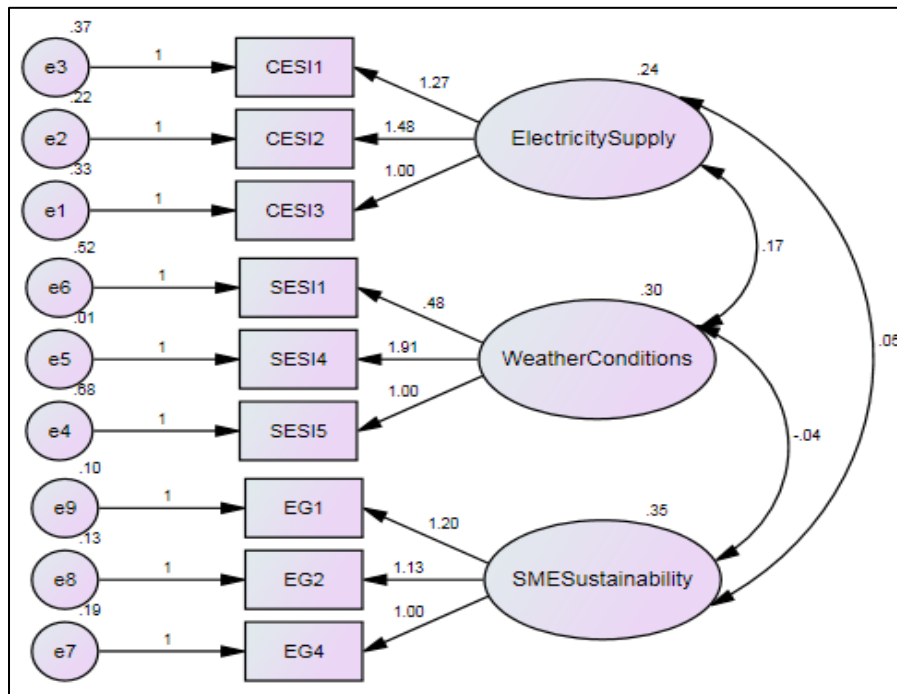 .37
e3
1
CESI1
1.27
.24
.22
e2
1
CESI2
1.48
ElectricitySupply
.33
e1
1
CESI3
1.00
.17
.52
e6
1
SESI1
.48
.30
.01
e5
1
SESI4
1.91
WeatherConditions
.05
.68
e4
1
SESI5
1.00
-.04
.10
e9
1
EG1
1.20
.35
.13
e8
1
EG2
1.13
SMESustainability
.19
e7
1
EG4
1.00